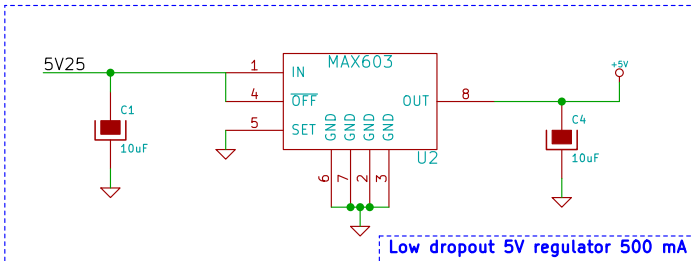 5V25
C1
10uF
1
4
5
MAX603
IN
OFF
SET
OUT
GND
GND
GND
GND
U2
8
6
7
2
3
+5V
C4
10uF
Low dropout 5V regulator 500 mA